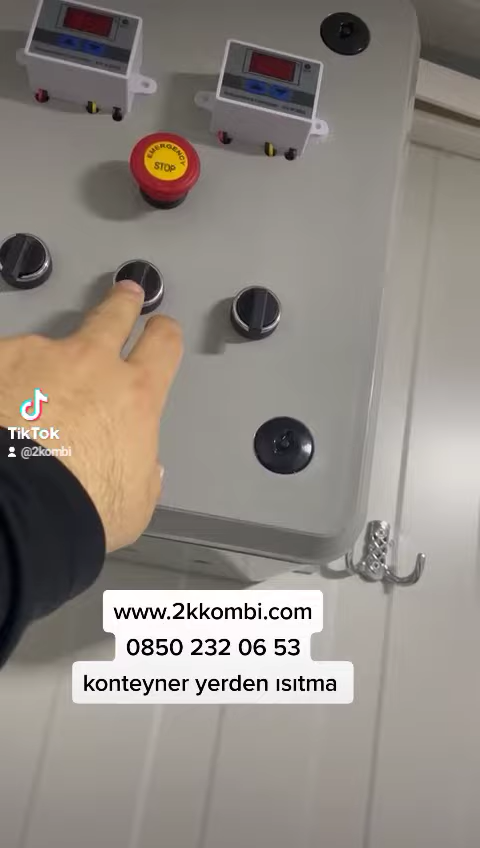 EMERGENCY
STOP
TikTok
@2kombi
www.2kkombi.com
0850 232 06 53
konteyner yerden ısıtma